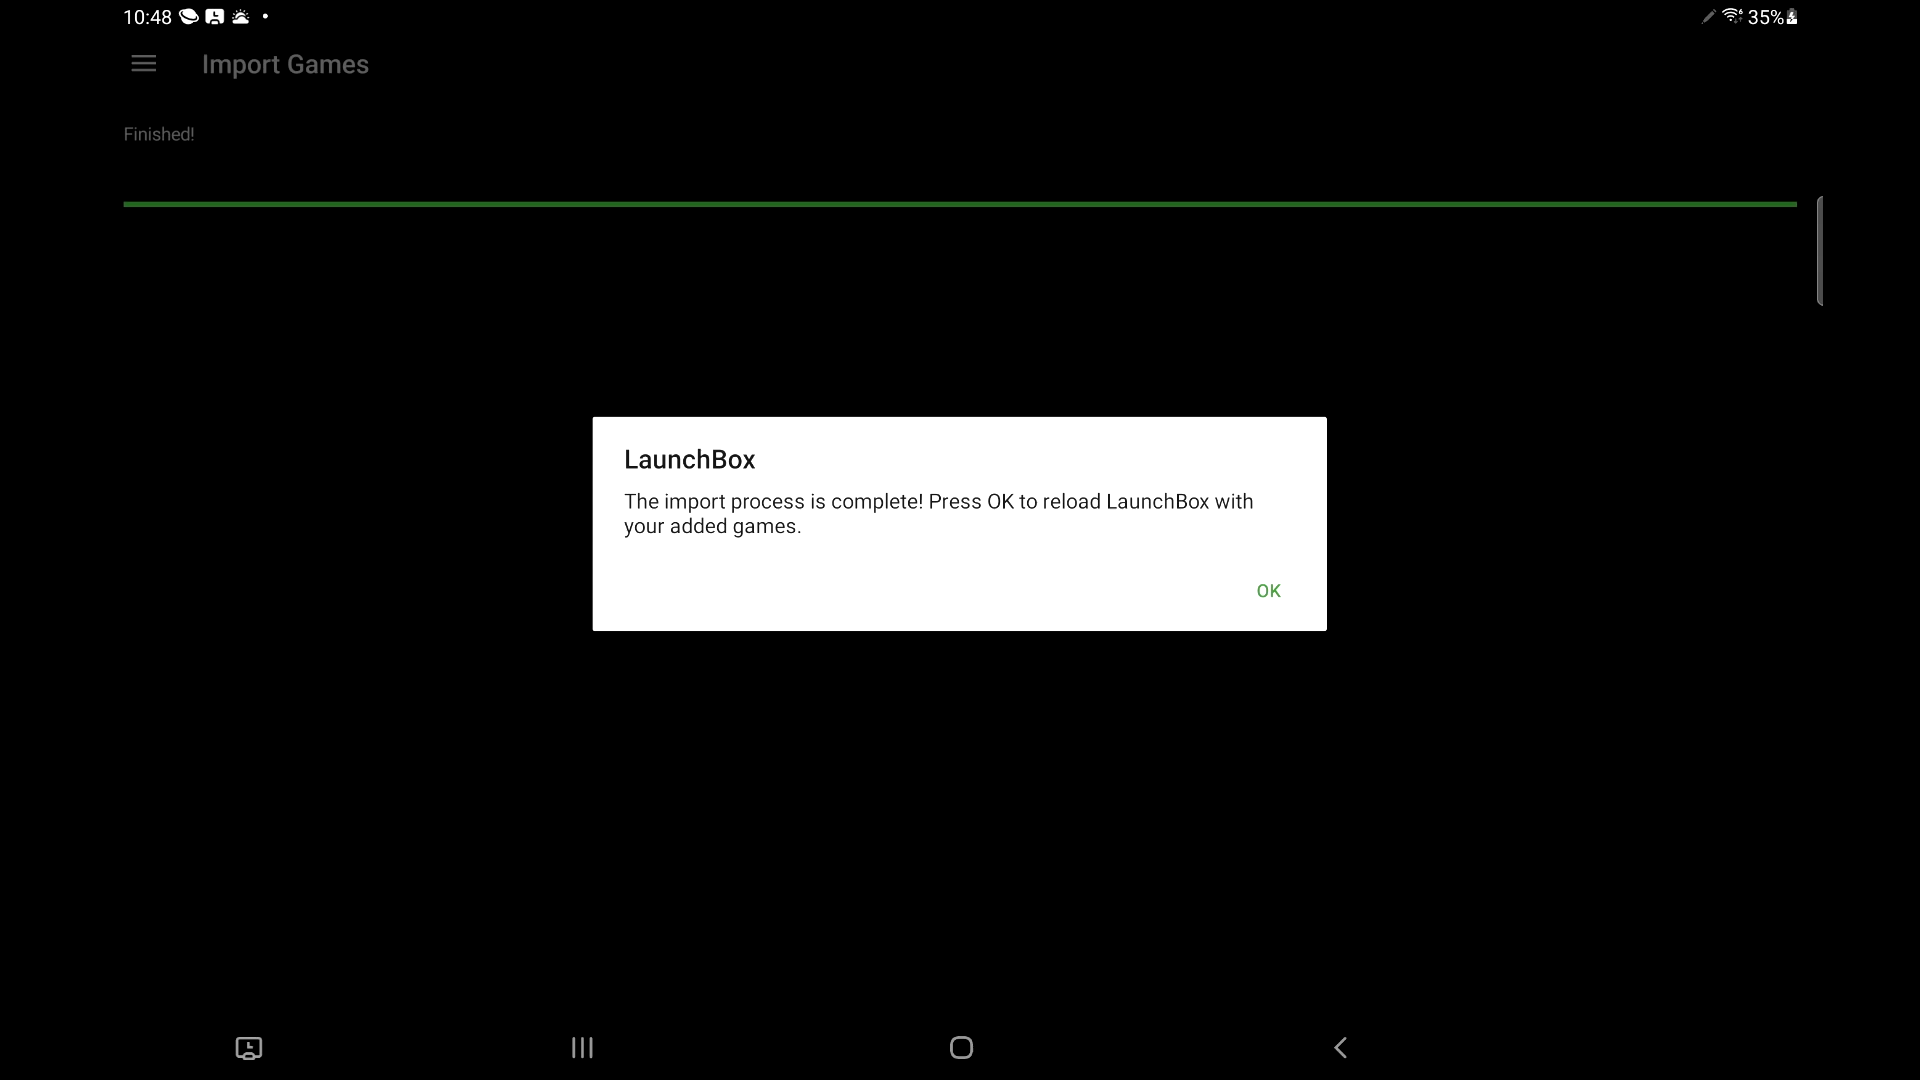 10:48
35%
Import Games
Finished!
LaunchBox
The import process is complete! Press OK to reload LaunchBox with
your added games.
OK